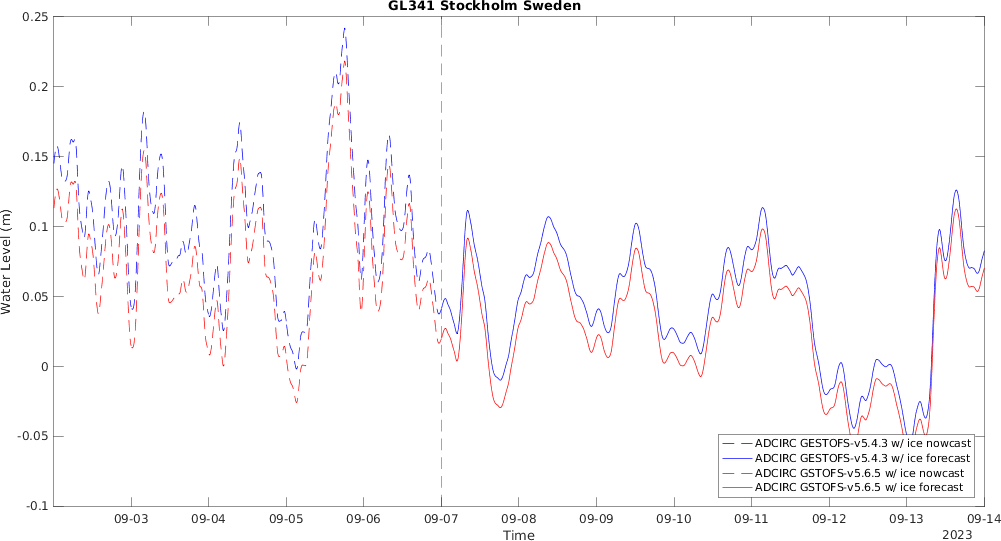 GL341 Stockholm Sweden
0.25
0.2
0.15
0.1
0.05
0
-0.05
-0.1
Water Level (m)
ADCIRC GESTOFS-v5.4.3 w/ ice nowcast
ADCIRC GESTOFS-v5.4.3 w/ ice forecast
ADCIRC GSTOFS-v5.6.5 w/ ice nowcast
ADCIRC GSTOFS-v5.6.5 w/ ice forecast
09-03 09-04 09-05 09-06 09-07 09-08 09-09 09-10 09-11 09-12 09-13 09-14
Time
2023